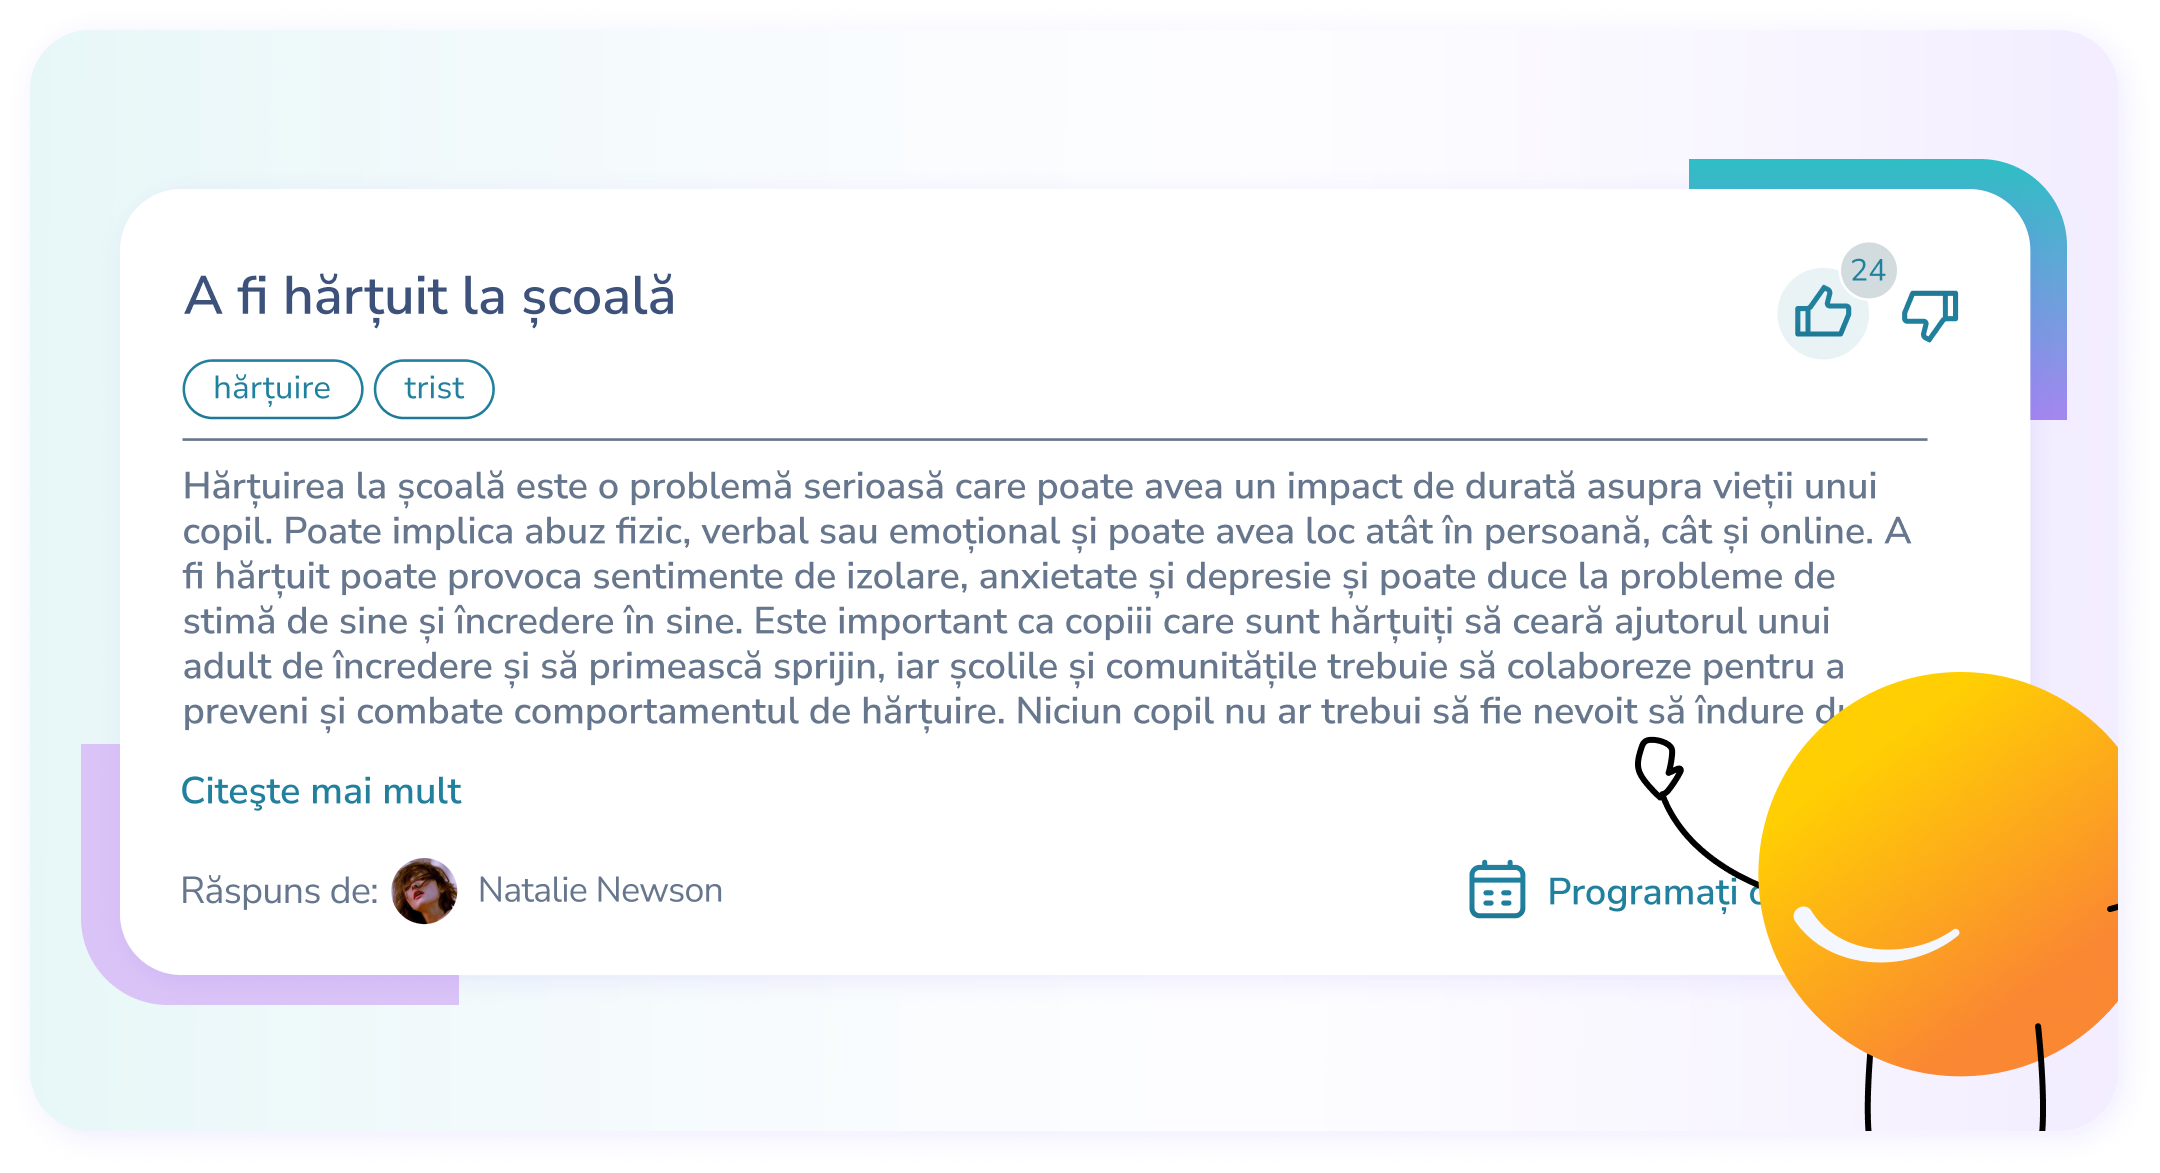 A fi hărțuit la școală
24
hărțuire trist
Hărțuirea la școală este o problemă serioasă care poate avea un impact de durată asupra vieții unui
copil. Poate implica abuz fizic, verbal sau emoțional și poate avea loc atât în persoană, cât și online. A
fi hărțuit poate provoca sentimente de izolare, anxietate și depresie și poate duce la probleme de
stimă de sine și încredere în sine. Este important ca copiii care sunt hărțuiți să ceară ajutorul unui
adult de încredere și să primească sprijin, iar școlile și comunitățile trebuie să colaboreze pentru a
preveni și combate comportamentul de hărțuire. Niciun copil nu ar trebui să fie nevoit să îndure
Citeşte mai mult
Răspuns de: Natalie Newson
Programați